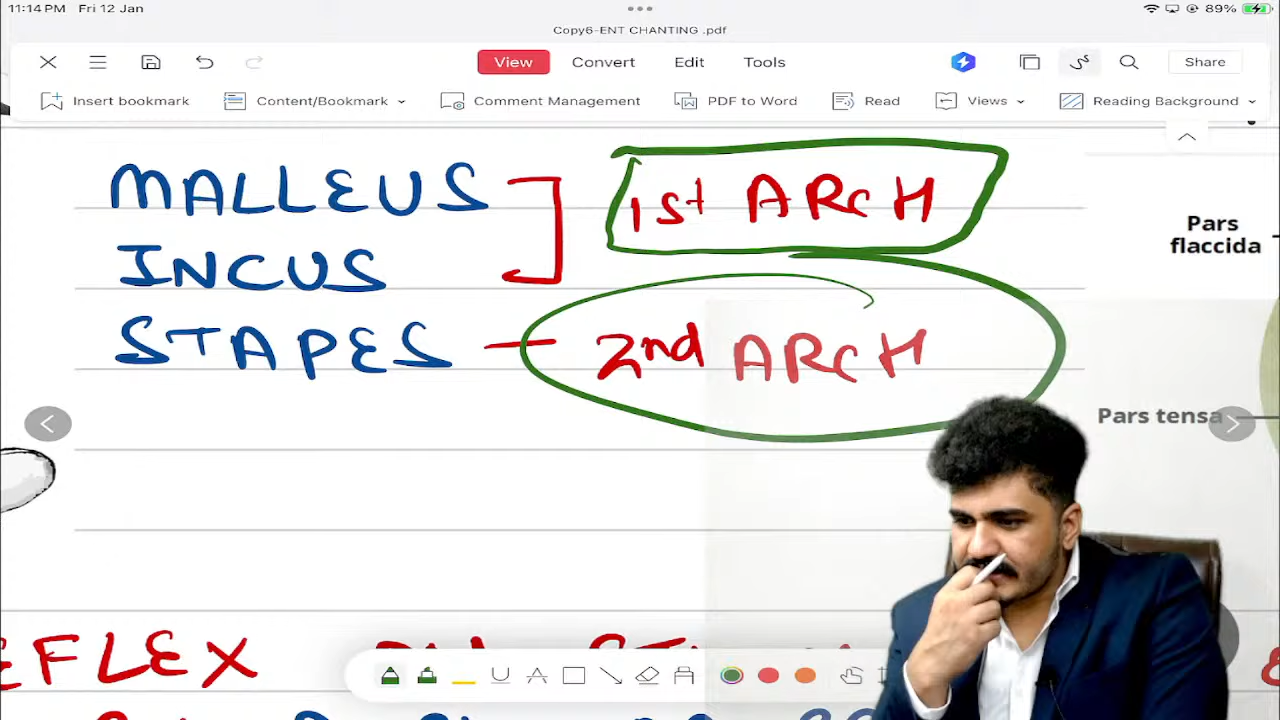 11:14 PM Fri 12 Jan 89%
Copy6-ENT CHANTING .pdf
View Convert Edit Tools Share
Insert bookmark Content/Bookmark Comment Management PDF to Word Read Views Reading Background
MALLEUS 1st ARCH
INCUS
STAPES 2nd ARCH
Pars
flaccida
Pars tensa
EFLEX